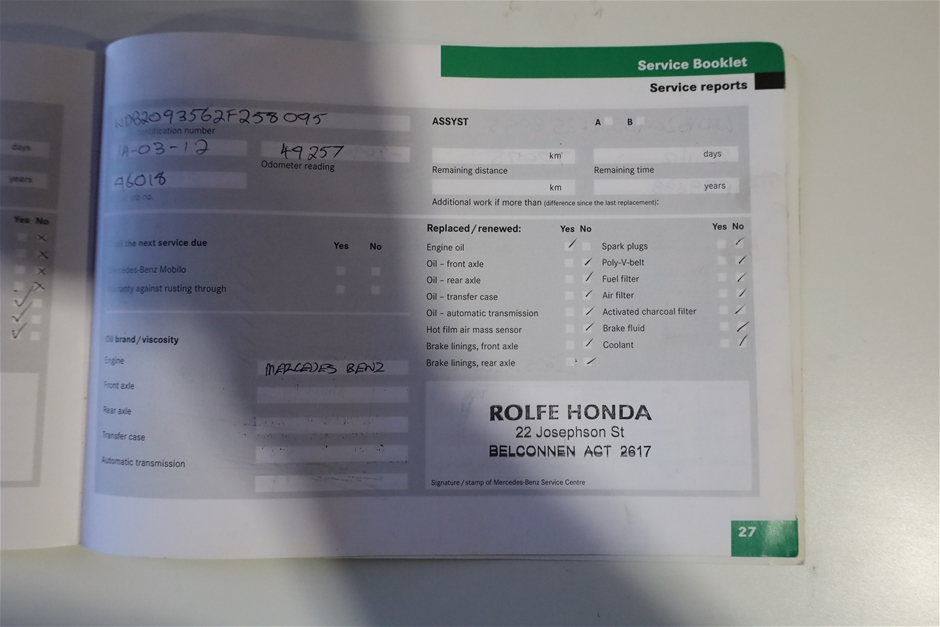 Service Booklet
Service reports
days
years
Yes No
WDB2093562F258095
number
-03-12
49257
Odometer reading
96018
the next service due
Yes No
Mercedes-Benz Mobilo
Warranty against rusting through
Oil brand/viscosity
Engine
MERCEDES BENZ
Front axle
Rear axle
Transfer case
Automatic transmission
ASSYST
A B
km
days
Remaining distance
Remaining time
km
years
Additional work if more than (difference since the last replacement):
Replaced/renewed:
Yes No
Yes No
Engine oil
Spark plugs
Oil – front axle
Poly-V-belt
Oil – rear axle
Fuel filter
Oil – transfer case
Air filter
Oil – automatic transmission
Activated charcoal filter
Hot film air mass sensor
Brake fluid
Brake linings, front axle
Coolant
Brake linings, rear axle
ROLFE HONDA
22 Josephson St
BELCONNEN ACT 2617
Signature/stamp of Mercedes-Benz Service Centre
27